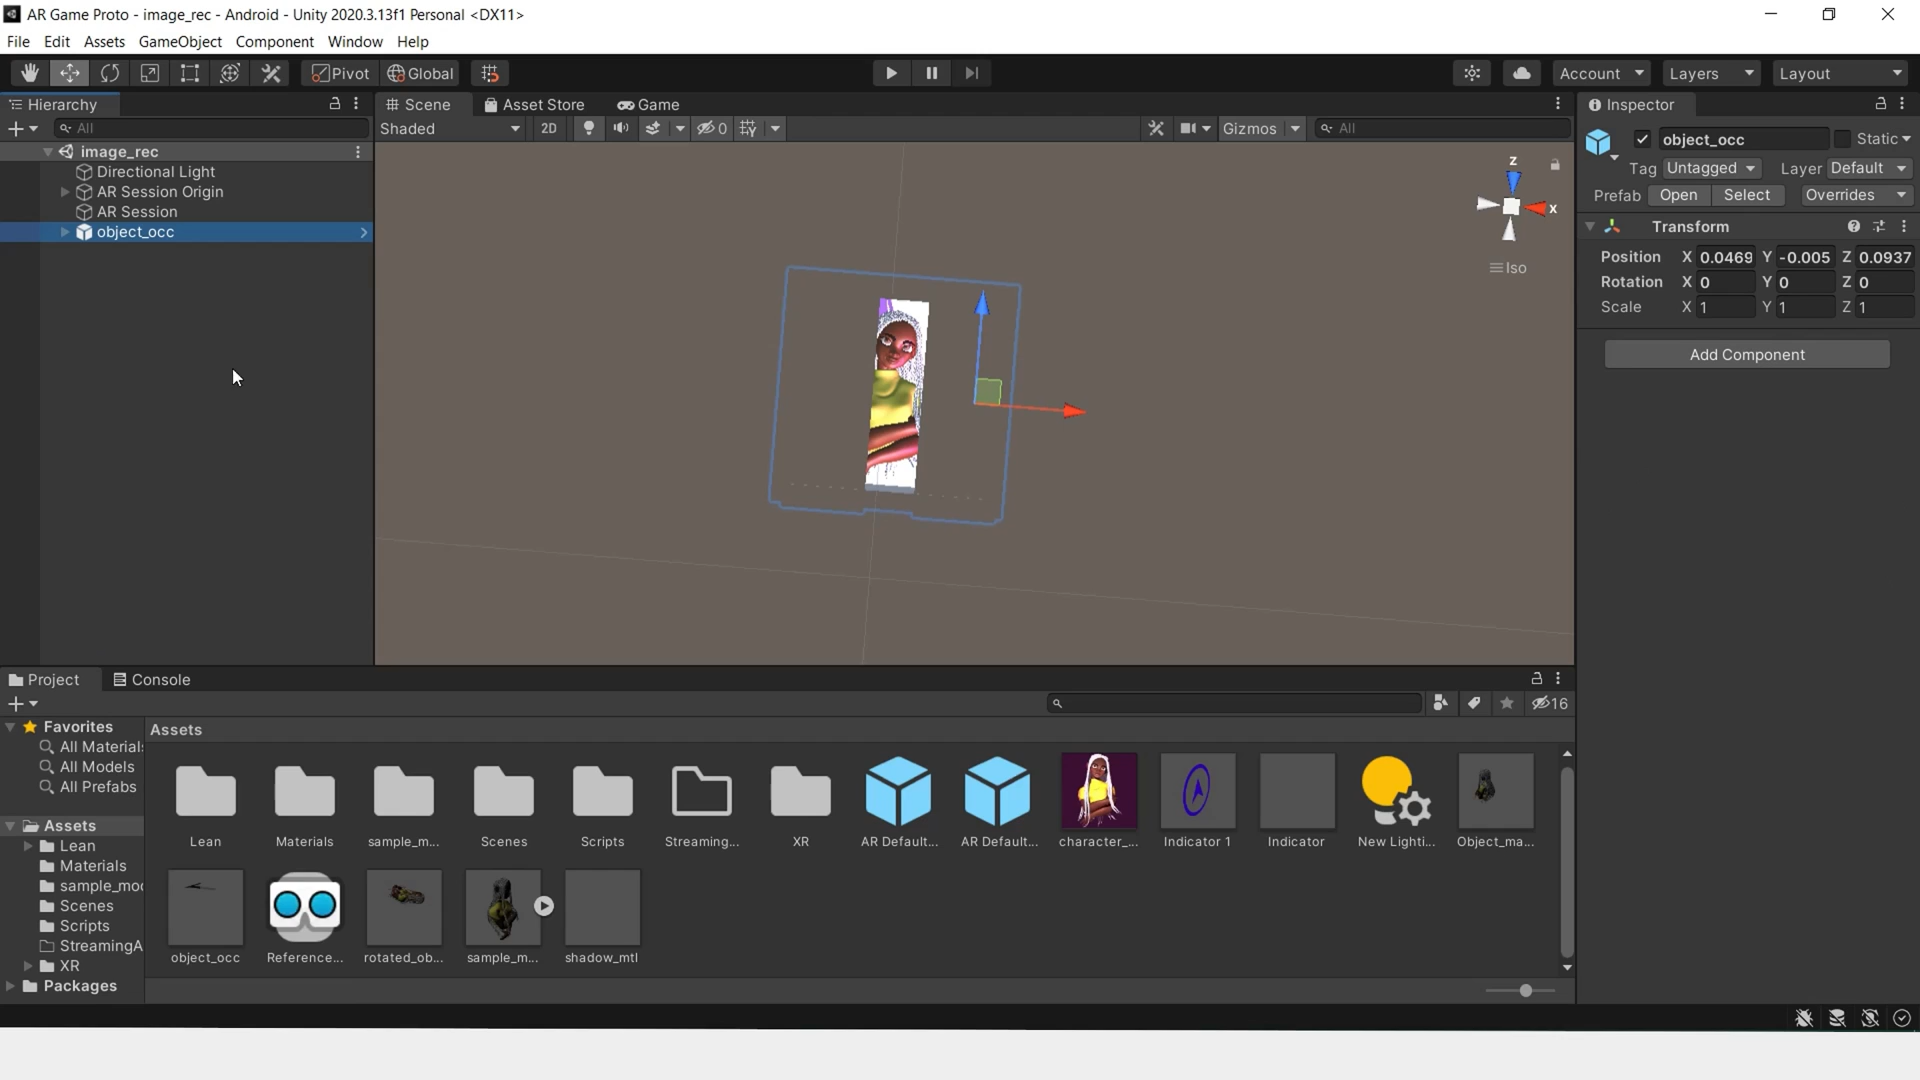 AR Game Proto - image_rec - Android - Unity 2020.3.13f1 Personal <DX11>
File Edit Assets GameObject Component Window Help
Pivot Global Account Layers Layout
Hierarchy
All
image_rec
Directional Light
AR Session Origin
AR Session
object_occ
Scene Asset Store Game
Shaded 2D 0 Gizmos All
z
x
Iso
Inspector
object_occ Static
Tag Untagged Layer Default
Prefab Open Select Overrides
Transform
Position X 0.0469 Y -0.005 Z 0.0937
Rotation X 0 Y 0 Z 0
Scale X 1 Y 1 Z 1
Add Component
Project Console
16
Favorites
All Materials
All Models
All Prefabs
Assets
Lean
Materials
sample_mod
Scenes
Scripts
StreamingA
XR
Packages
Assets
Lean Materials sample_m... Scenes Scripts Streaming... XR AR Default... AR Default... character_... Indicator 1 Indicator New Lighti... Object_ma...
object_occ Reference... rotated_ob... sample_m... shadow_mtl